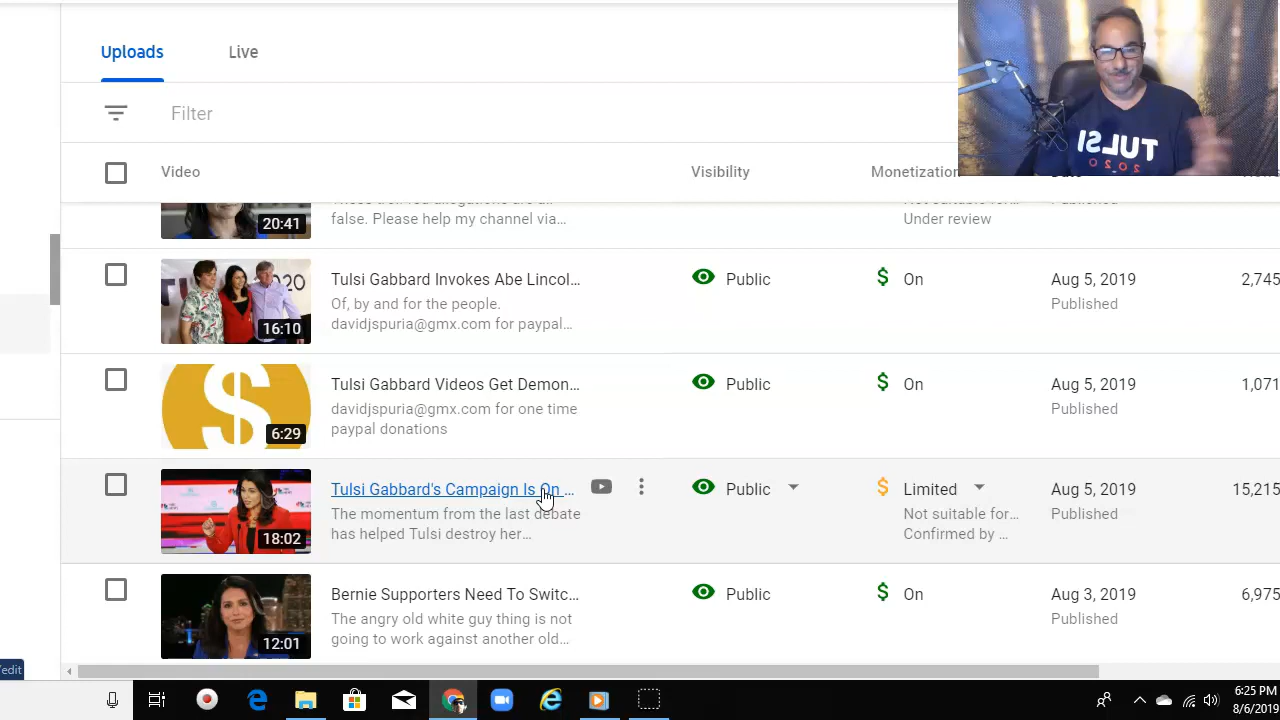 Uploads Live
Filter
Video Visibility Monetization
20:41
false. Please help my channel via…
Under review
Tulsi Gabbard Invokes Abe Lincol…
Public
On
Aug 5, 2019
2,745
Of, by and for the people.
davidjspuria@gmx.com for paypal…
Published
16:10
Tulsi Gabbard Videos Get Demon…
Public
On
Aug 5, 2019
1,071
davidjspuria@gmx.com for one time
paypal donations
Published
6:29
Tulsi Gabbard's Campaign Is On …
Public
Limited
Aug 5, 2019
15,215
The momentum from the last debate
has helped Tulsi destroy her…
Not suitable for…
Confirmed by …
Published
18:02
Bernie Supporters Need To Switc…
Public
On
Aug 3, 2019
6,975
The angry old white guy thing is not
going to work against another old…
Published
12:01
TULSI
2020
/edit
6:25 PM
8/6/2019